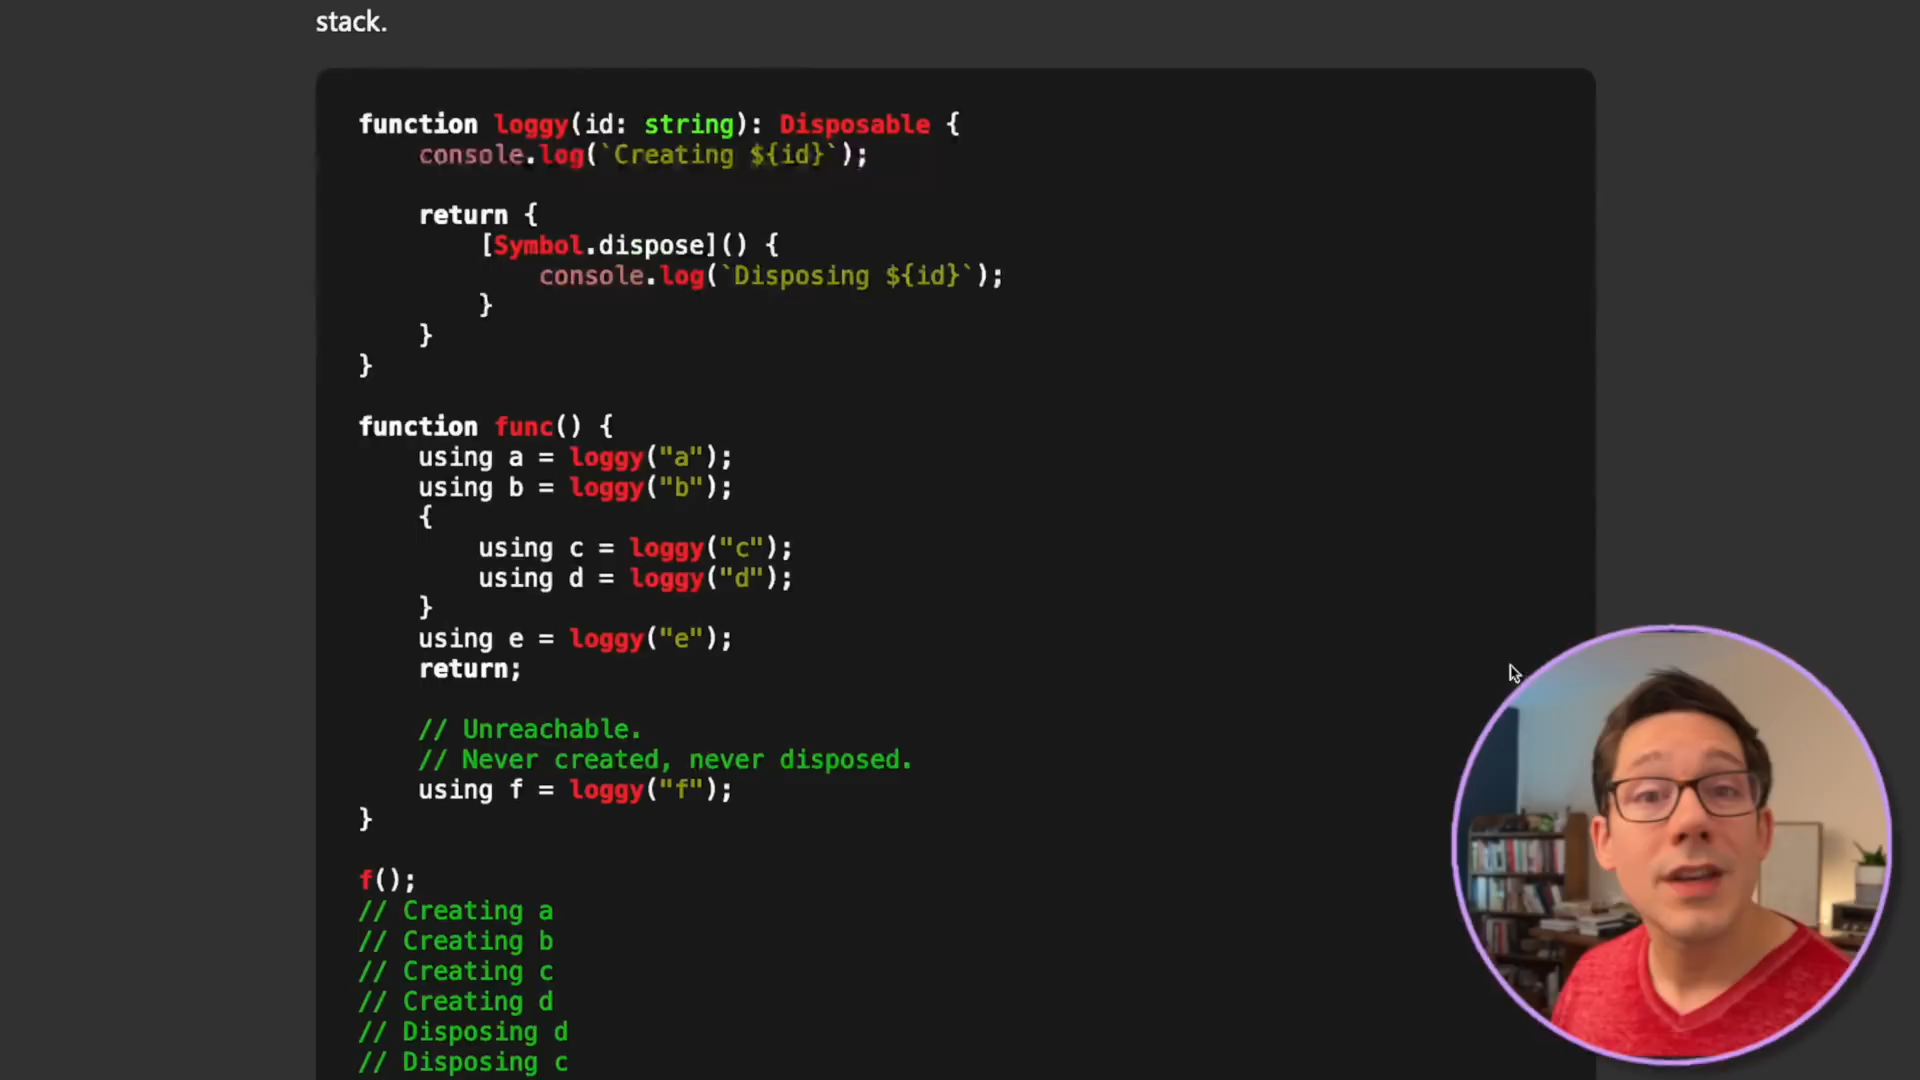 stack.
function loggy(id: string): Disposable {
console.log(`Creating ${id}`);
return {
[Symbol.dispose]() {
console.log(`Disposing ${id}`);
}
}
}
function func() {
using a = loggy("a");
using b = loggy("b");
{
using c = loggy("c");
using d = loggy("d");
}
using e = loggy("e");
return;
// Unreachable.
// Never created, never disposed.
using f = loggy("f");
}
f();
// Creating a
// Creating b
// Creating c
// Creating d
// Disposing d
// Disposing c